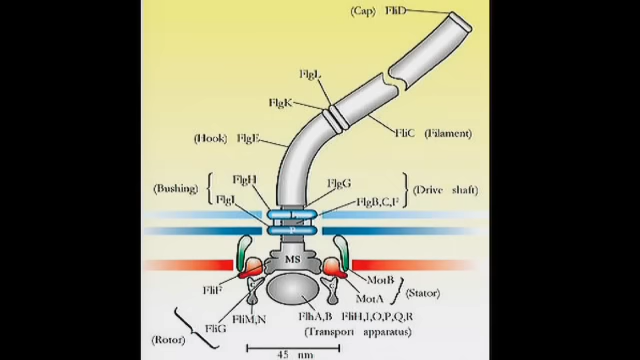 (Cap) FliD
FlgL
FlgK
(Hook) FlgE
FliC (Filament)
(Bushing) FlgH FlgG (Drive shaft)
FlgI FlgB,C,F
L
P
MS
MotB
FliF MotA (Stator)
C C
FliM,N FlhA,B FliH,I,O,P,Q,R
FliG (Transport apparatus)
(Rotor)
45 nm